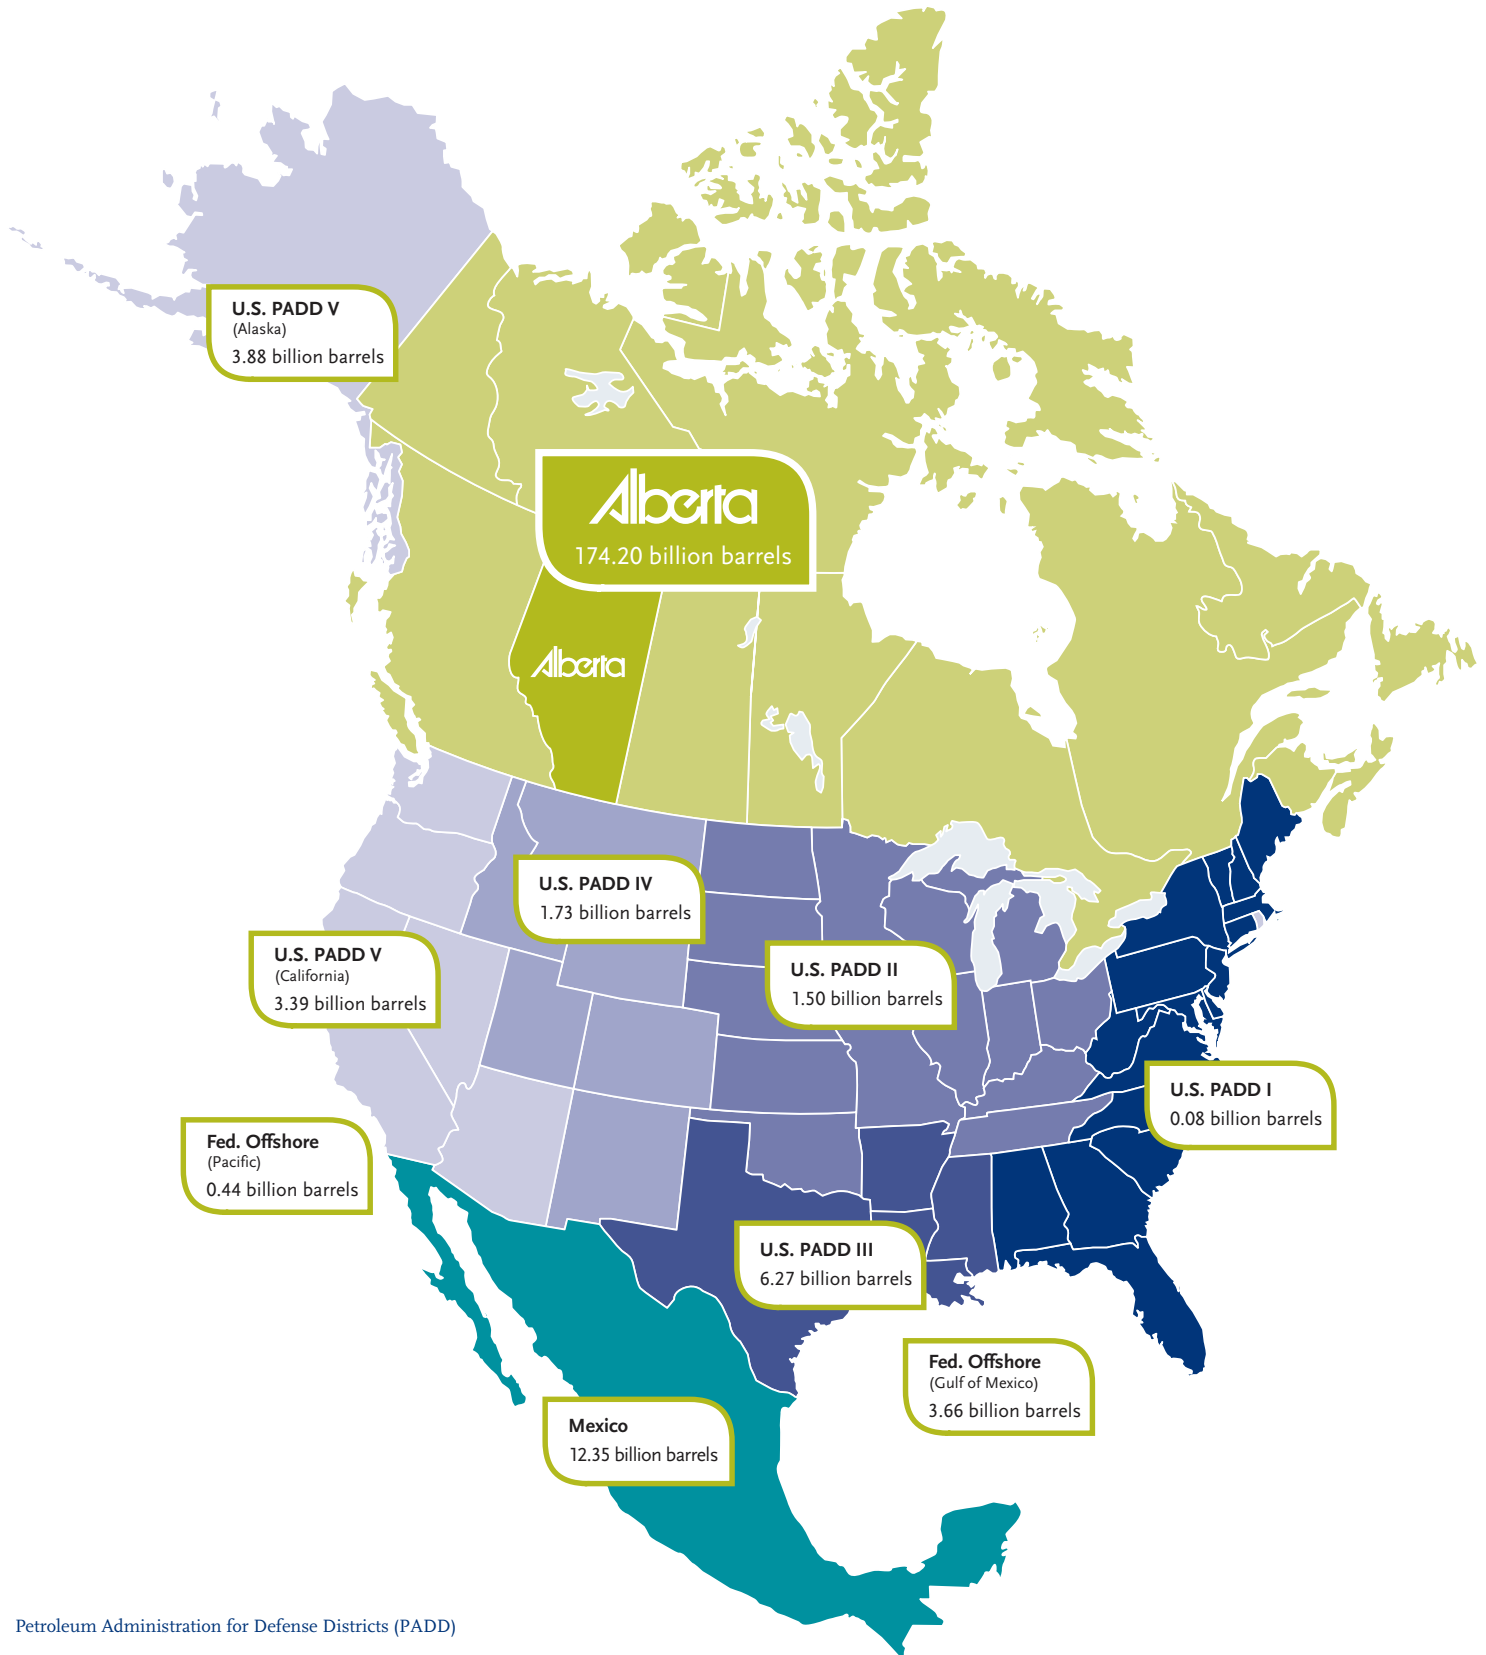 U.S. PADD V
(Alaska)
3.88 billion barrels
Alberta
174.20 billion barrels
Alberta
U.S. PADD IV
1.73 billion barrels
U.S. PADD V
(California)
3.39 billion barrels
U.S. PADD II
1.50 billion barrels
U.S. PADD I
0.08 billion barrels
Fed. Offshore
(Pacific)
0.44 billion barrels
U.S. PADD III
6.27 billion barrels
Fed. Offshore
(Gulf of Mexico)
3.66 billion barrels
Mexico
12.35 billion barrels
Petroleum Administration for Defense Districts (PADD)